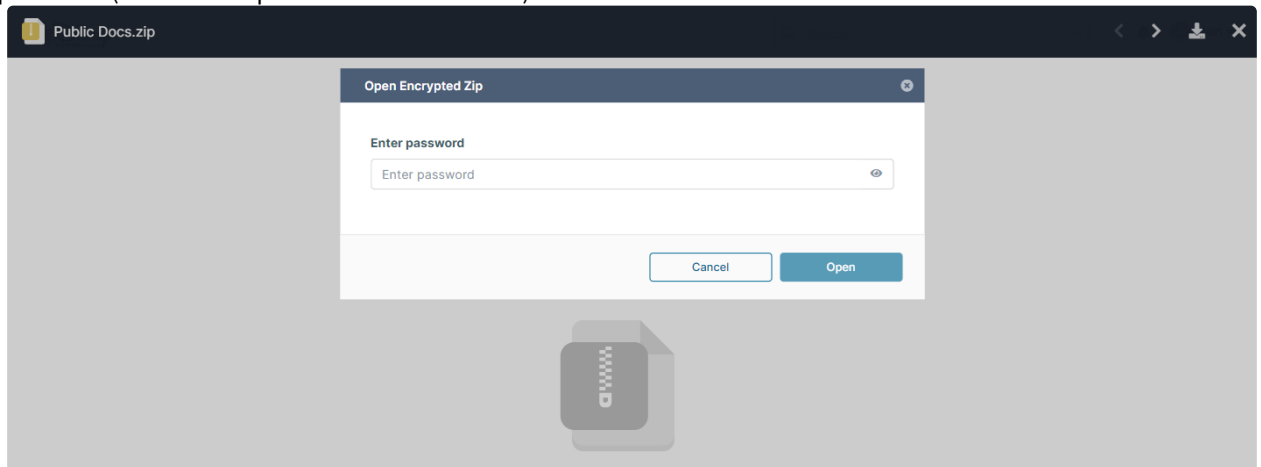 Public Docs.zip
Open Encrypted Zip
Enter password
Enter password
Cancel Open